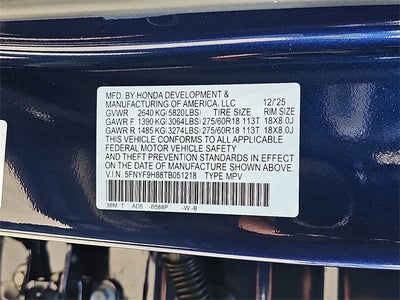 MFD. BY HONDA DEVELOPMENT &
MANUFACTURING OF AMERICA, LLC 12/25
GVWR 2640 KG(5820LBS) TIRE SIZE RIM SIZE
GAWR F 1390 KG(3064LBS) 275/60R18 113T 18X8.0J
GAWR R 1485 KG(3274LBS) 275/60R18 113T 18X8.0J
THIS VEHICLE CONFORMS TO ALL APPLICABLE
FEDERAL MOTOR VEHICLE SAFETY
AND THEFT PREVENTION STANDARDS IN EFFECT
ON THE DATE OF MANUFACTURE SHOWN ABOVE.
V.I.N. 5FNYF9H88TB051218 TYPE MPV
3BM T AD5 -B588P -W -B